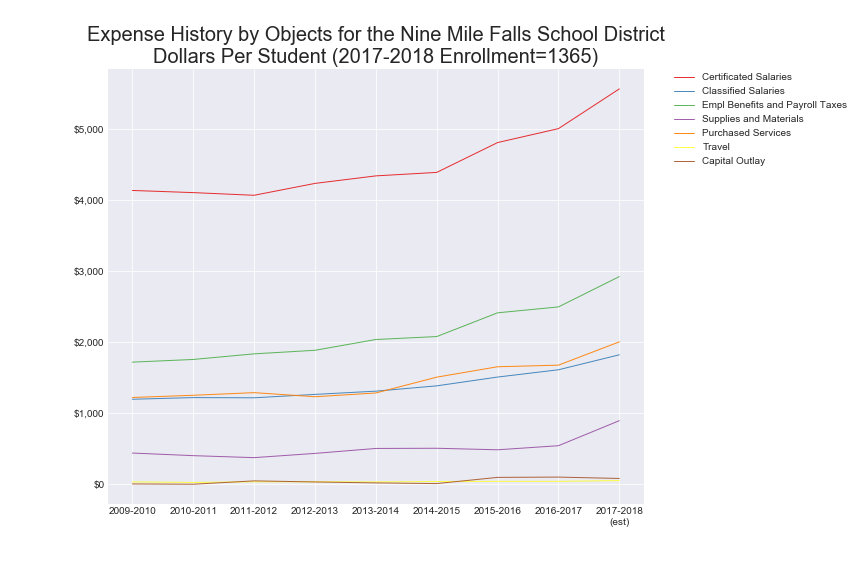 Expense History by Objects for the Nine Mile Falls School District
Dollars Per Student (2017-2018 Enrollment=1365)
Certificated Salaries
Classified Salaries
Empl Benefits and Payroll Taxes
Supplies and Materials
Purchased Services
Travel
Capital Outlay
$5,000
$4,000
$3,000
$2,000
$1,000
$0
2009-2010 2010-2011 2011-2012 2012-2013 2013-2014 2014-2015 2015-2016 2016-2017 2017-2018
(est)